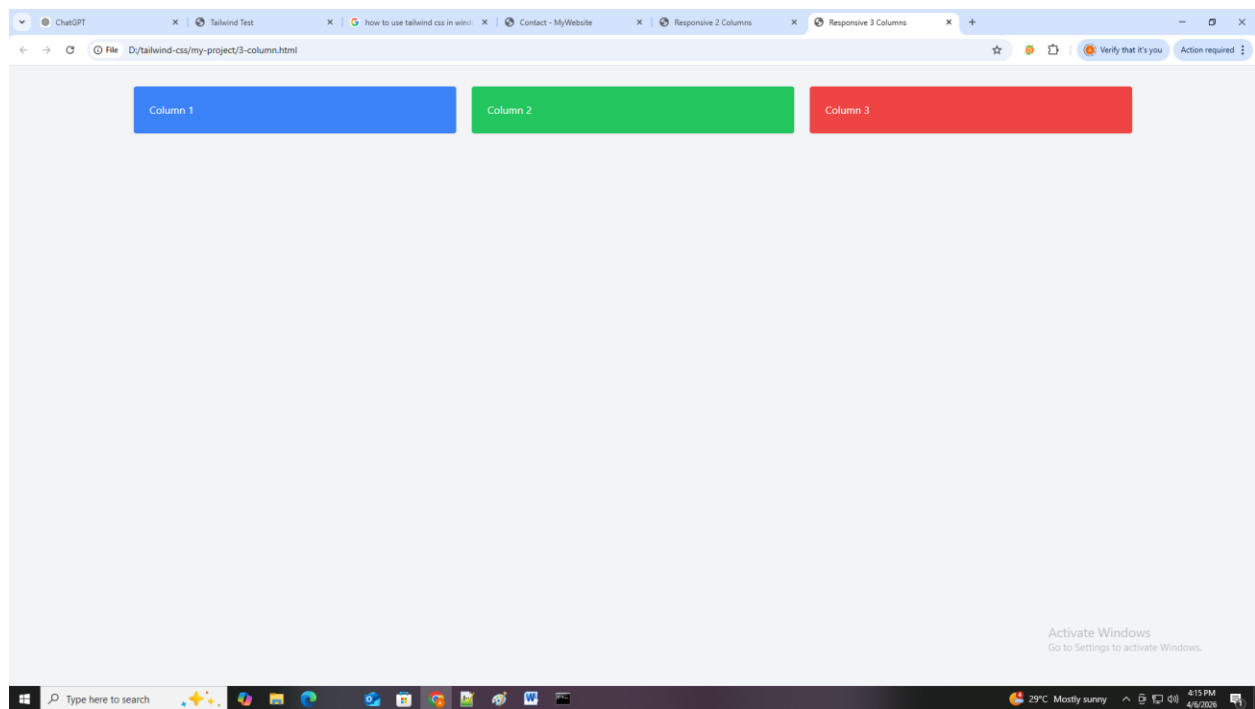 ChatGPT
Tailwind Test
how to use tailwind css in wind
Contact - MyWebsite
Responsive 2 Columns
Responsive 3 Columns
File D:/tailwind-css/my-project/3-column.html
Verify that it's you
Action required
Column 1
Column 2
Column 3
Activate Windows
Go to Settings to activate Windows.
Type here to search
29°C Mostly sunny
4:15 PM
4/6/2026